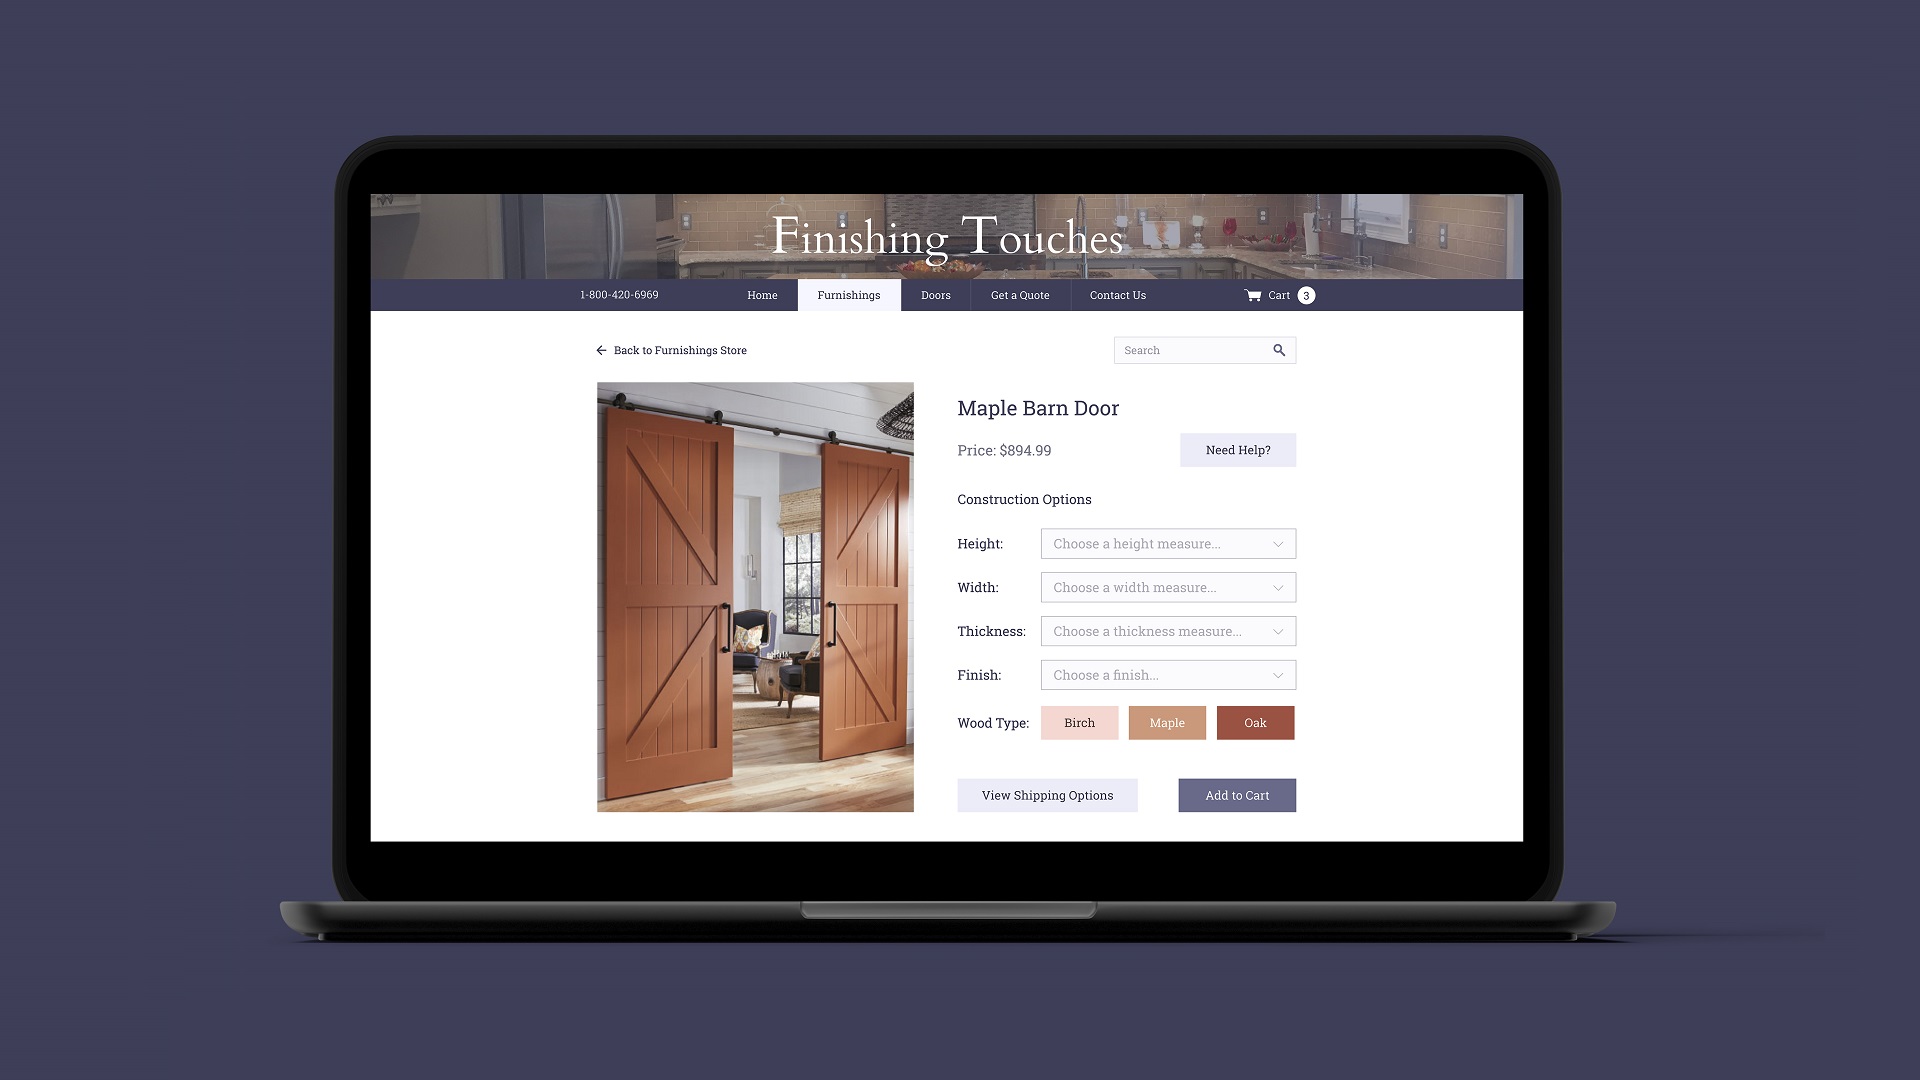 Finishing Touches
1-800-420-6969 Home Furnishings Doors Get a Quote Contact Us Cart 3
Back to Furnishings Store Search
Maple Barn Door
Price: $894.99 Need Help?
Construction Options
Height: Choose a height measure...
Width: Choose a width measure...
Thickness: Choose a thickness measure...
Finish: Choose a finish...
Wood Type: Birch Maple Oak
View Shipping Options Add to Cart